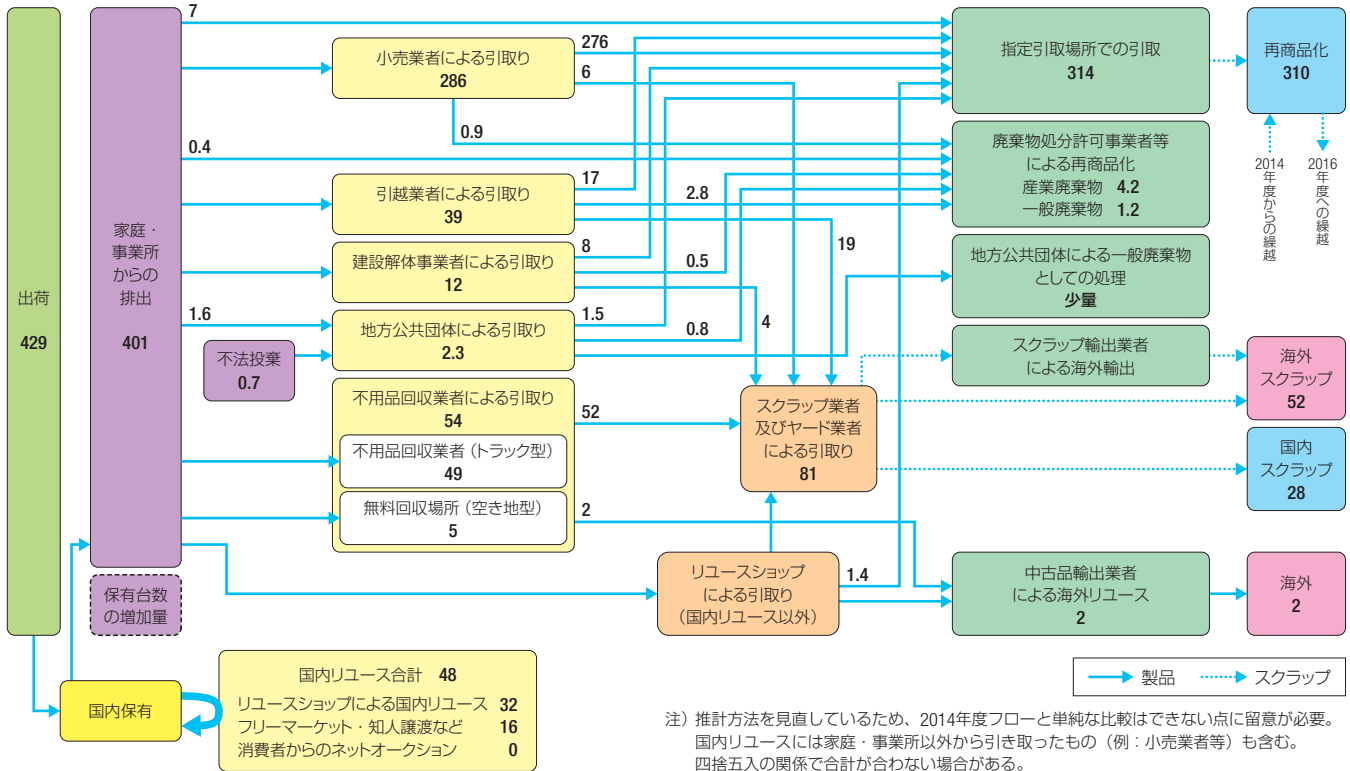 出荷
429
家庭・
事業所
からの
排出
401
保有台数
の増加量
国内保有
7
0.4
1.6
不法投棄
0.7
小売業者による引取り
286
276
6
0.9
引越業者による引取り
39
17
2.8
19
建設解体事業者による引取り
12
8
0.5
4
地方公共団体による引取り
2.3
1.5
0.8
不用品回収業者による引取り
54
52
不用品回収業者（トラック型）
49
無料回収場所（空き地型）
5
2
スクラップ業者
及びヤード業者
による引取り
81
リユースショップ
による引取り
（国内リユース以外）
1.4
指定引取場所での引取
314
廃棄物処分許可事業者等
による再商品化
産業廃棄物 4.2
一般廃棄物 1.2
地方公共団体による一般廃棄物
としての処理
少量
スクラップ輸出業者
による海外輸出
中古品輸出業者
による海外リユース
2
再商品化
310
2014年度からの繰越
2016年度への繰越
海外
スクラップ
52
国内
スクラップ
28
海外
2
国内リユース合計 48
リユースショップによる国内リユース 32
フリーマーケット・知人譲渡など 16
消費者からのネットオークション 0
製品 スクラップ
注）推計方法を見直しているため、2014年度フローと単純な比較はできない点に留意が必要。
国内リユースには家庭・事業所以外から引き取ったもの（例：小売業者等）も含む。
四捨五入の関係で合計が合わない場合がある。